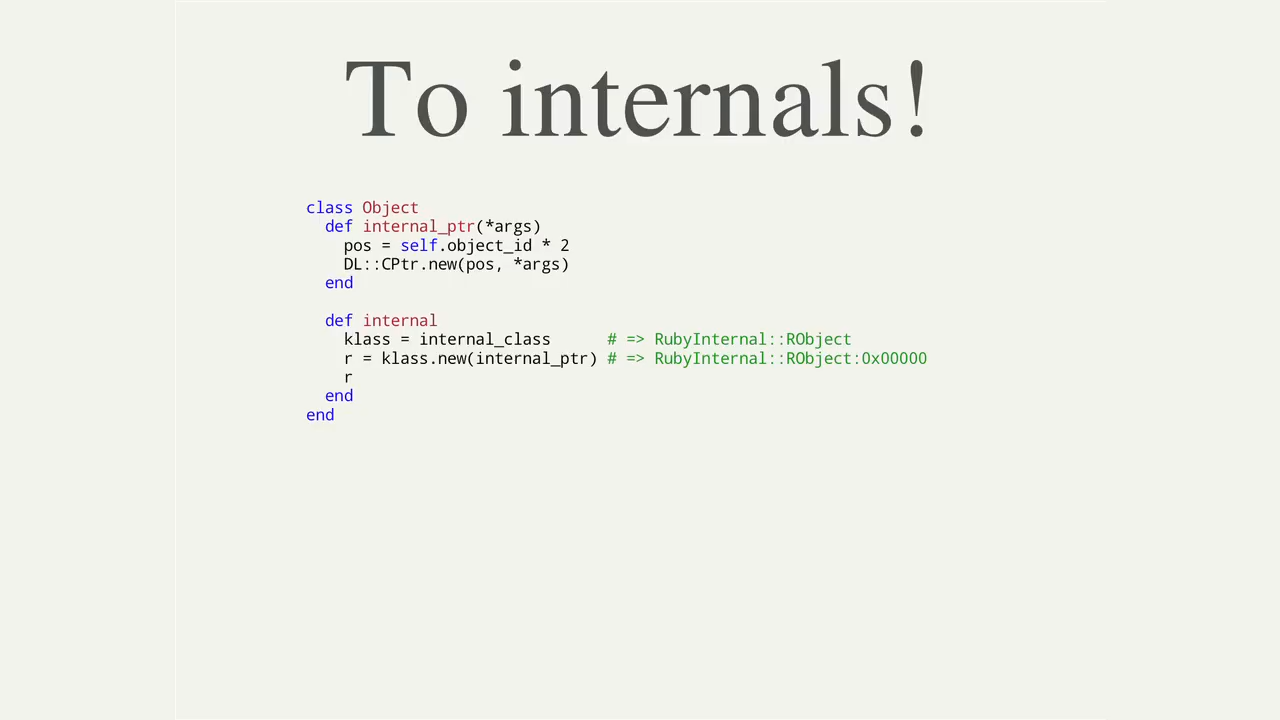 To internals!
class Object
  def internal_ptr(*args)
    pos = self.object_id * 2
    DL::CPtr.new(pos, *args)
  end

  def internal
    klass = internal_class      # => RubyInternal::RObject
    r = klass.new(internal_ptr) # => RubyInternal::RObject:0x00000
    r
  end
end